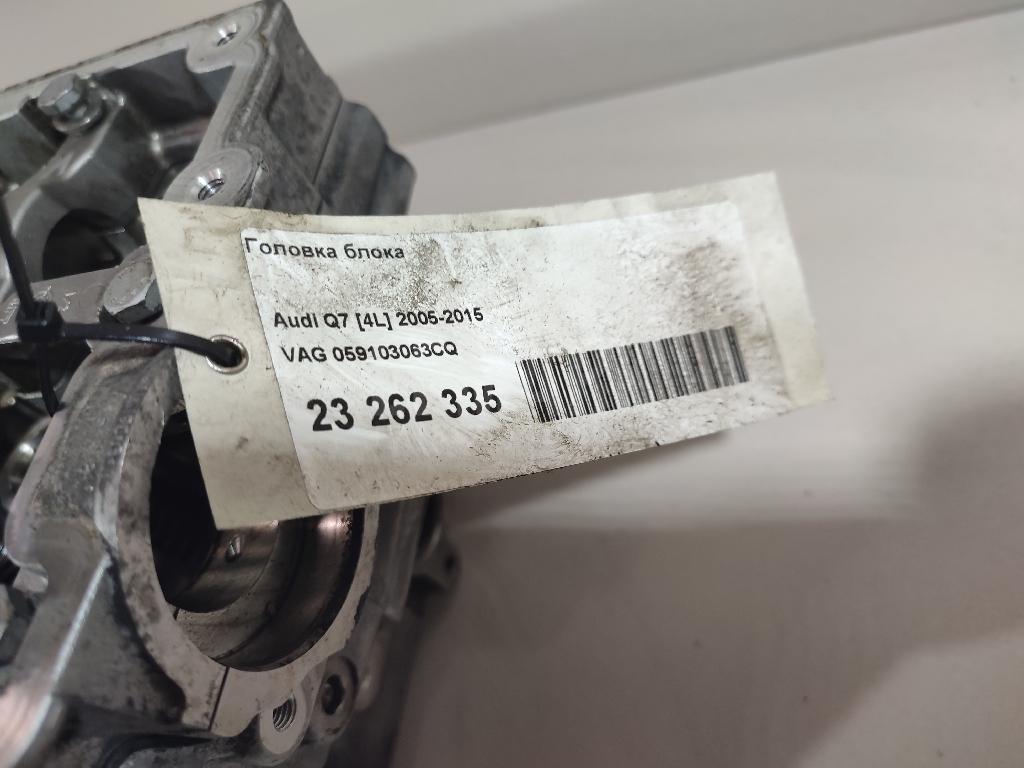 Головка блока
Audi Q7 [4L] 2005-2015
VAG 059103063CQ
23 262 335